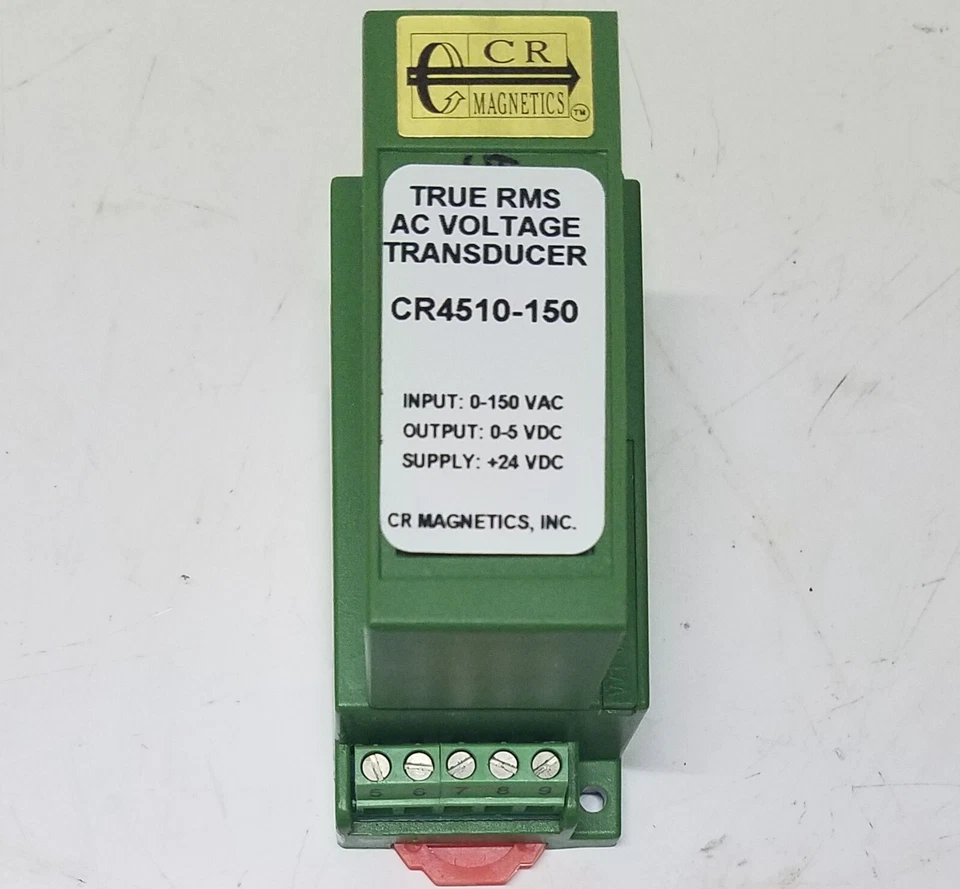 CR
MAGNETICS
TM
TRUE RMS
AC VOLTAGE
TRANSDUCER
CR4510-150
INPUT: 0-150 VAC
OUTPUT: 0-5 VDC
SUPPLY: +24 VDC
CR MAGNETICS, INC.
5 6 7 8 9